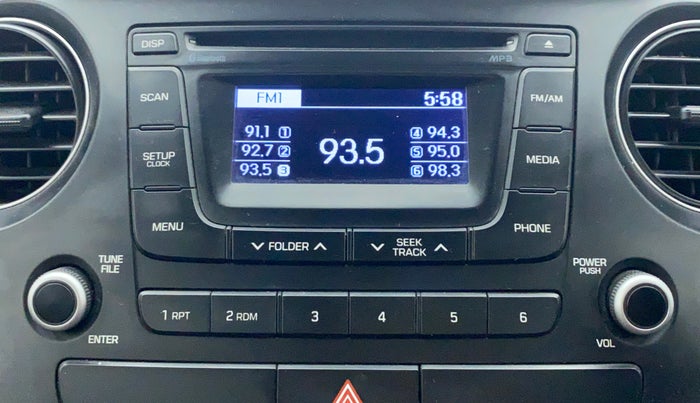 DISP
Bluetooth
MP3
SCAN
FM1 5:58
FM/AM
91.1 1
4 94.3
92.7 2
93.5
5 95.0
93.5 3
6 98.3
SETUP
CLOCK
MEDIA
MENU
FOLDER
SEEK
TRACK
PHONE
TUNE
FILE
POWER
PUSH
1 RPT
2 RDM
3
4
5
6
ENTER
VOL